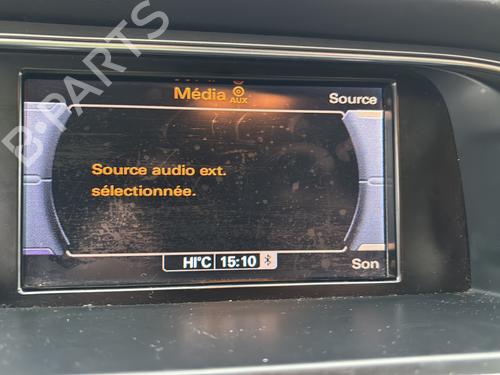 Média AUX
Source
Source audio ext.
sélectionnée.
HI°C 15:10
Son
B-PARTS